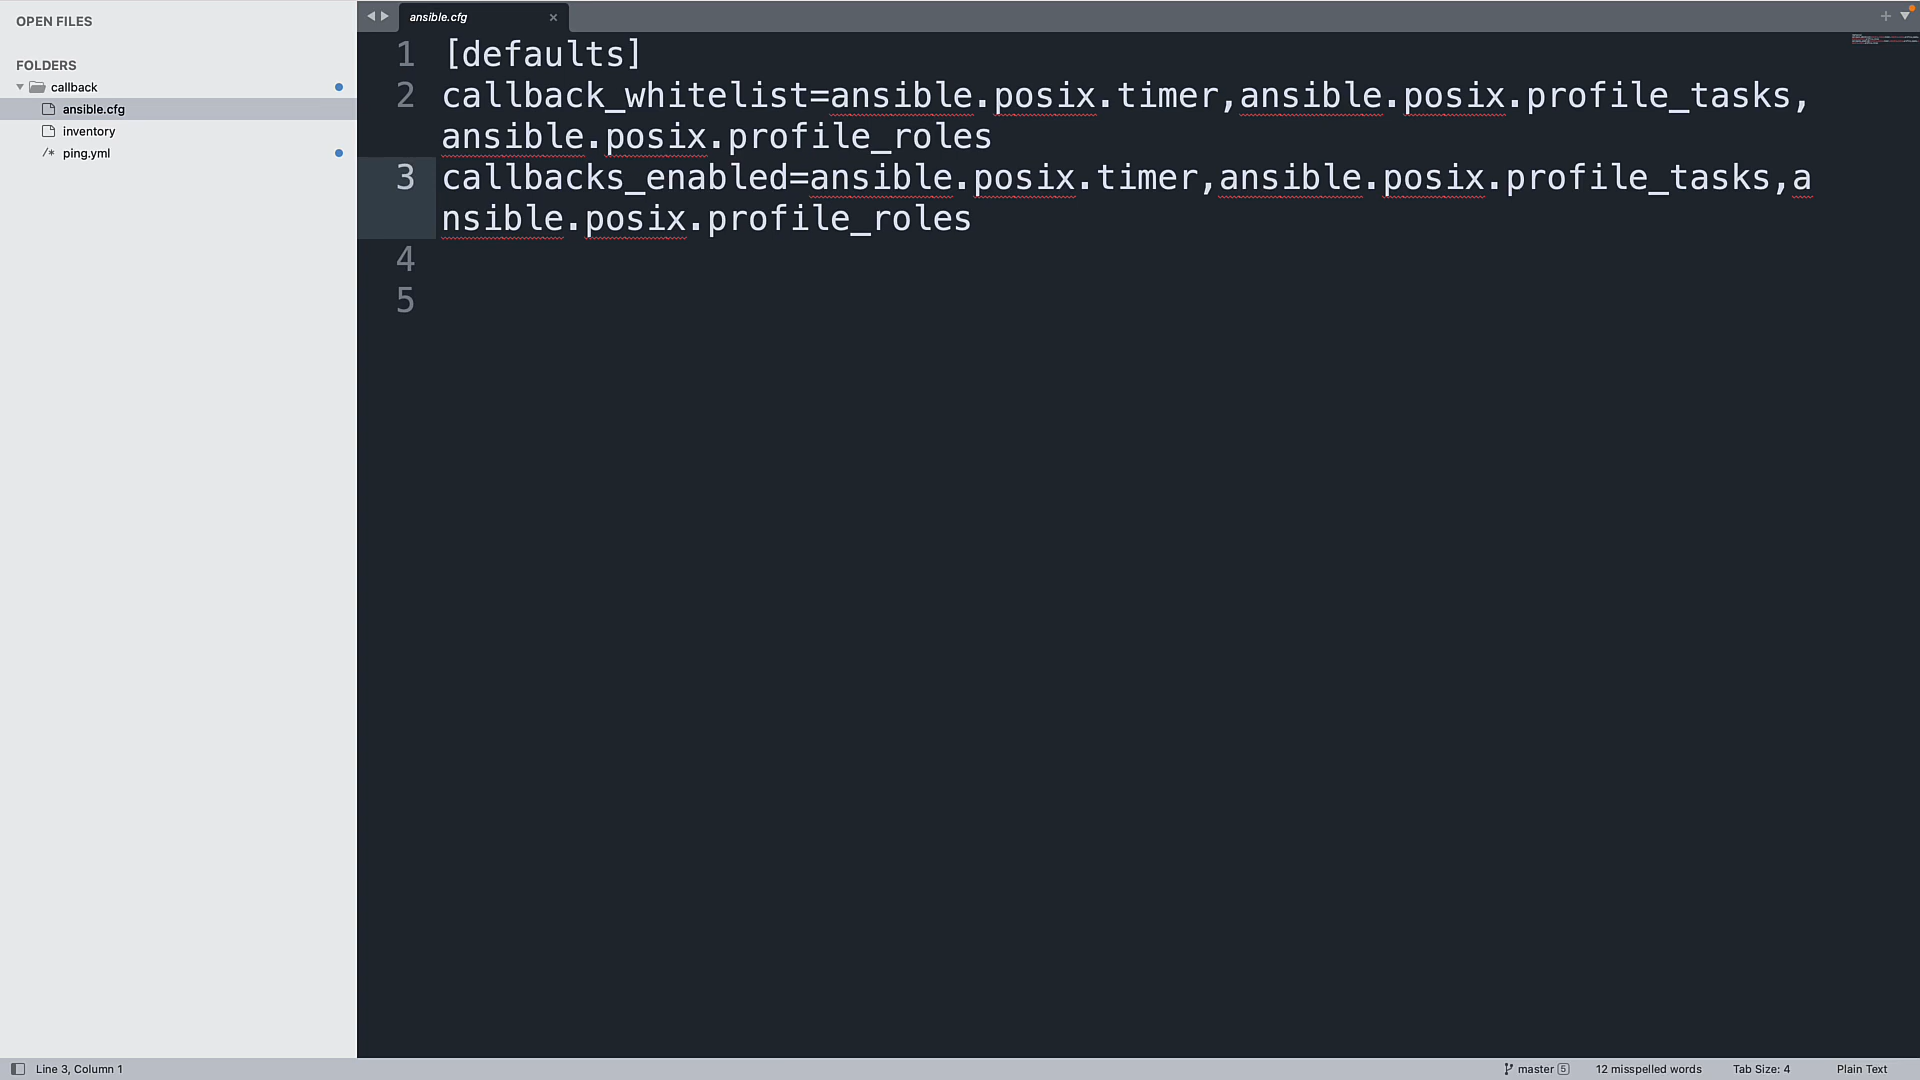 OPEN FILES
FOLDERS
callback
ansible.cfg
inventory
/* ping.yml
ansible.cfg
1 [defaults]
2 callback_whitelist=ansible.posix.timer,ansible.posix.profile_tasks,
ansible.posix.profile_roles
3 callbacks_enabled=ansible.posix.timer,ansible.posix.profile_tasks,a
nsible.posix.profile_roles
4
5
Line 3, Column 1
master 5
12 misspelled words
Tab Size: 4
Plain Text